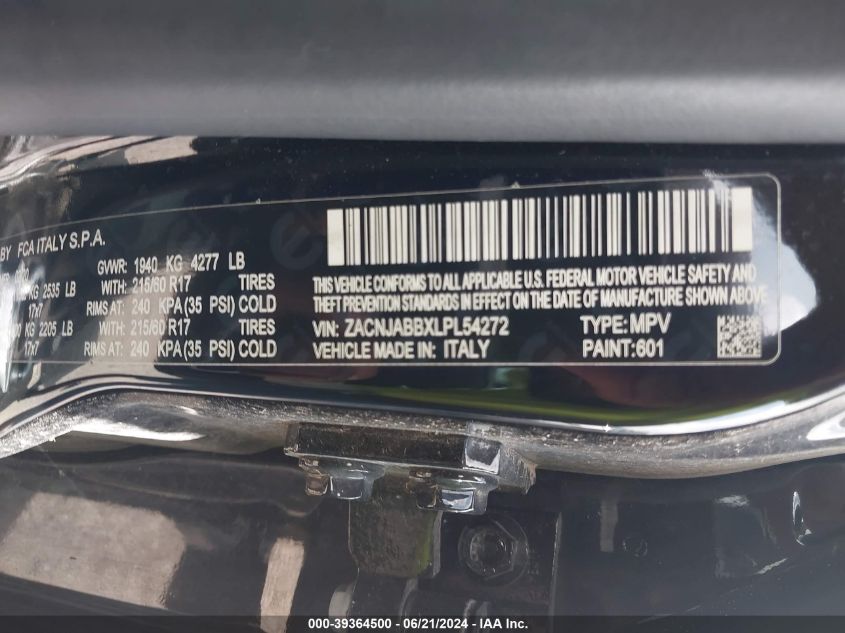 BY FCA ITALY S.P.A.
GVWR: 1940 KG 4277 LB
KG 2535 LB WITH: 215/60 R17 TIRES
17x7 RIMS AT: 240 KPA (35 PSI) COLD
KG 2205 LB WITH: 215/60 R17 TIRES
17x7 RIMS AT: 240 KPA (35 PSI) COLD
THIS VEHICLE CONFORMS TO ALL APPLICABLE U.S. FEDERAL MOTOR VEHICLE SAFETY AND
THEFT PREVENTION STANDARDS IN EFFECT ON THE DATE OF MANUFACTURE SHOWN ABOVE
VIN: ZACNJABBXLPL54272 TYPE: MPV
VEHICLE MADE IN: ITALY PAINT: 601
000-39364500 - 06/21/2024 - IAA Inc.